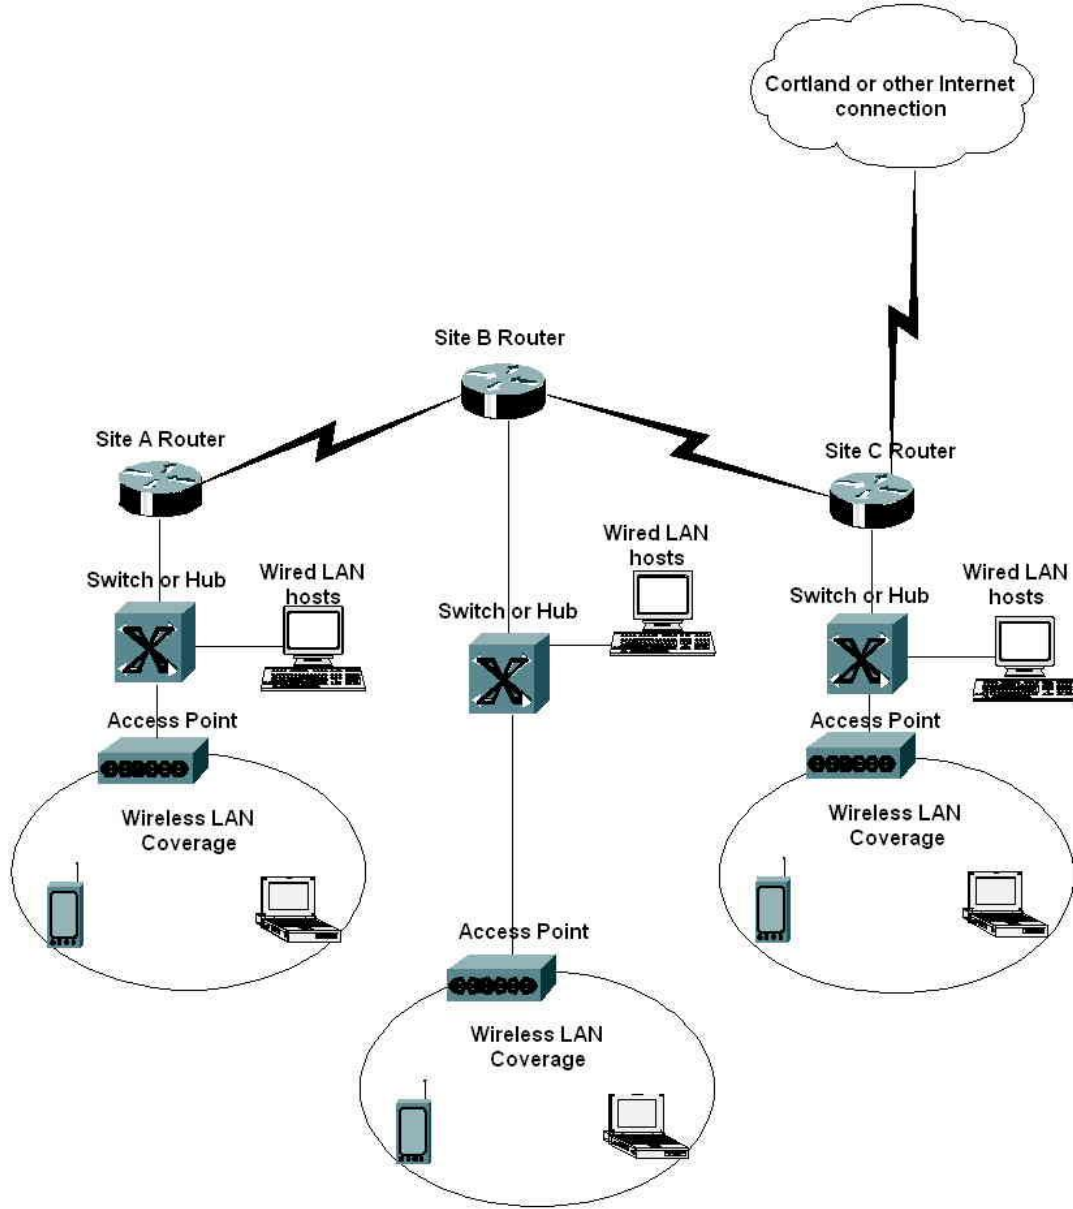 Cortland or other Internet
connection
Site B Router
Site A Router
Site C Router
Wired LAN
hosts
Switch or Hub
Wired LAN
hosts
Switch or Hub
Wired LAN
hosts
Switch or Hub
Access Point
Access Point
Wireless LAN
Coverage
Wireless LAN
Coverage
Access Point
Wireless LAN
Coverage